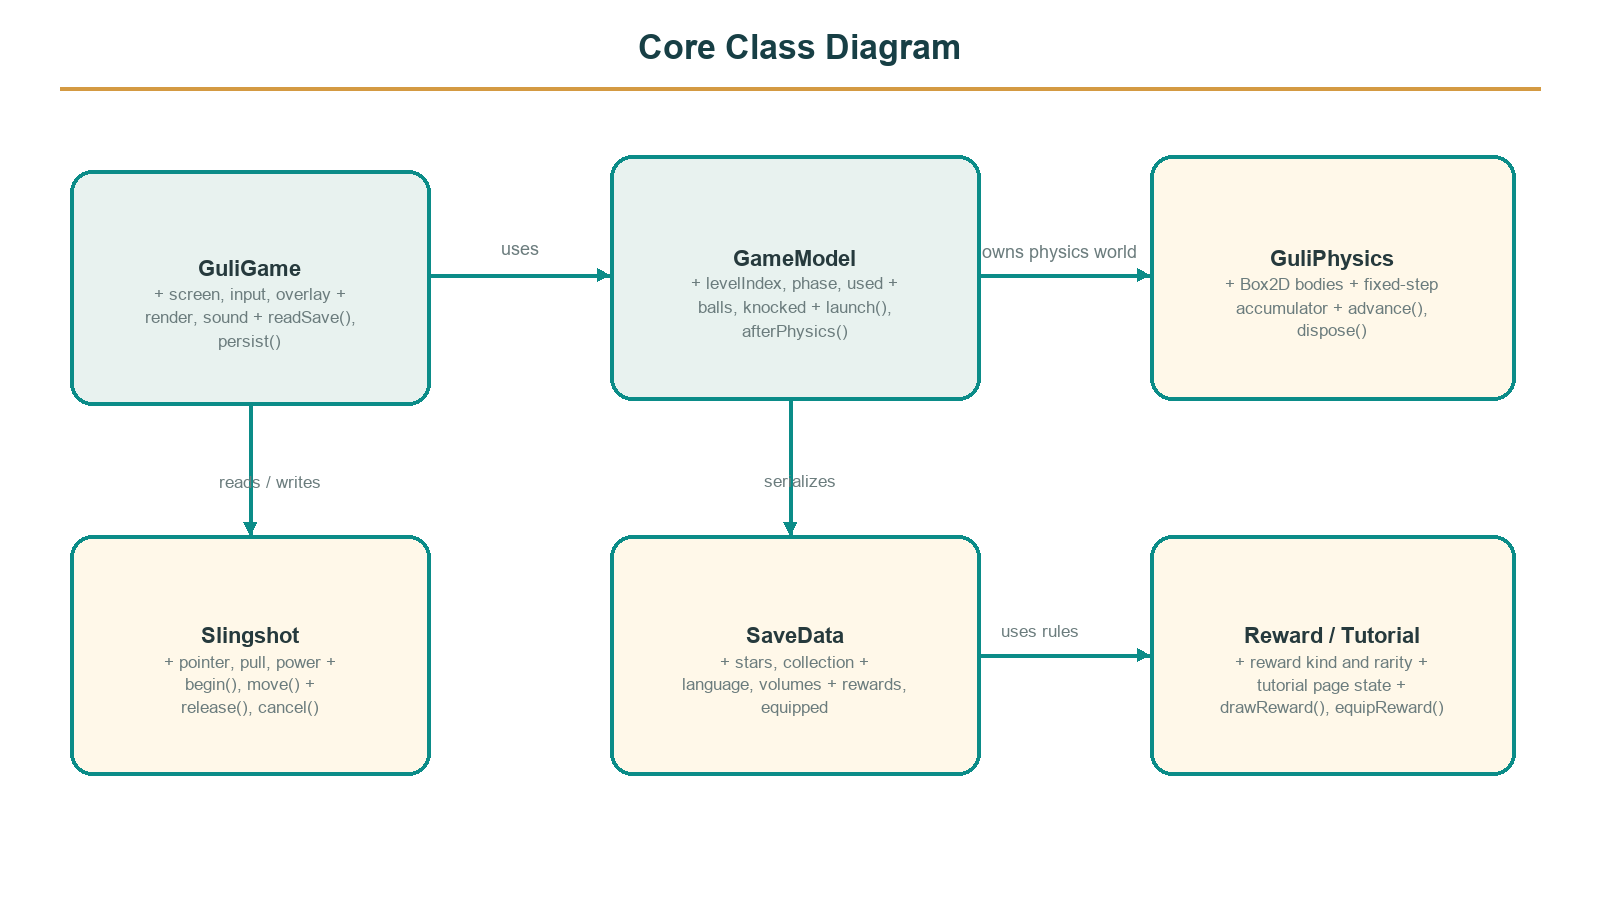 Core Class Diagram
GuliGame
+ screen, input, overlay +
render, sound + readSave(),
persist()
uses
GameModel
+ levelIndex, phase, used +
balls, knocked + launch(),
afterPhysics()
owns physics world
GuliPhysics
+ Box2D bodies + fixed-step
accumulator + advance(),
dispose()
reads / writes
serializes
Slingshot
+ pointer, pull, power +
begin(), move() +
release(), cancel()
SaveData
+ stars, collection +
language, volumes + rewards,
equipped
uses rules
Reward / Tutorial
+ reward kind and rarity +
tutorial page state +
drawReward(), equipReward()